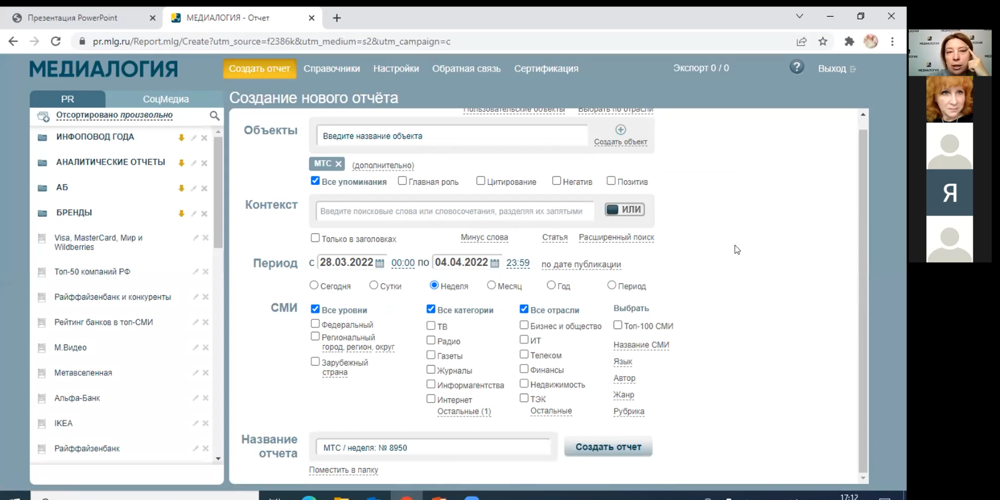 Презентация PowerPoint
МЕДИАЛОГИЯ - Отчет
pr.mlg.ru/Report.mlg/Create?utm_source=f2386k&utm_medium=s2&utm_campaign=c
МЕДИАЛОГИЯ
Создать отчет
Справочники
Настройки
Обратная связь
Сертификация
Экспорт 0 / 0
?
Выход
PR
СоцМедиа
Отсортировано произвольно
ИНФОПОВОД ГОДА
АНАЛИТИЧЕСКИЕ ОТЧЕТЫ
АБ
БРЕНДЫ
Visa, MasterCard, Мир и
Wildberries
Топ-50 компаний РФ
Райффайзенбанк и конкуренты
Рейтинг банков в топ-СМИ
М.Видео
Метавселенная
Альфа-Банк
IKEA
Райффайзенбанк
Создание нового отчёта
Пользовательские объекты Выбрать по отрасли
Объекты
Введите название объекта
Создать объект
МТС
(дополнительно)
Все упоминания Главная роль Цитирование Негатив Позитив
Контекст
Введите поисковые слова или словосочетания, разделяя их запятыми
ИЛИ
Только в заголовках
Минус слова
Статья
Расширенный поиск
Период
с 28.03.2022 00:00 по 04.04.2022 23:59 по дате публикации
Сегодня Сутки Неделя Месяц Год Период
СМИ
Все уровни
Федеральный
Региональный
город, регион, округ
Зарубежный
страна
Все категории
ТВ
Радио
Газеты
Журналы
Информагентства
Интернет
Остальные (1)
Все отрасли
Бизнес и общество
ИТ
Телеком
Финансы
Недвижимость
ТЭК
Остальные
Выбрать
Топ-100 СМИ
Название СМИ
Язык
Автор
Жанр
Рубрика
Название
отчета
МТС / неделя: № 8950
Создать отчет
Поместить в папку
17:12
МЕДИАЛОГИЯ
Я